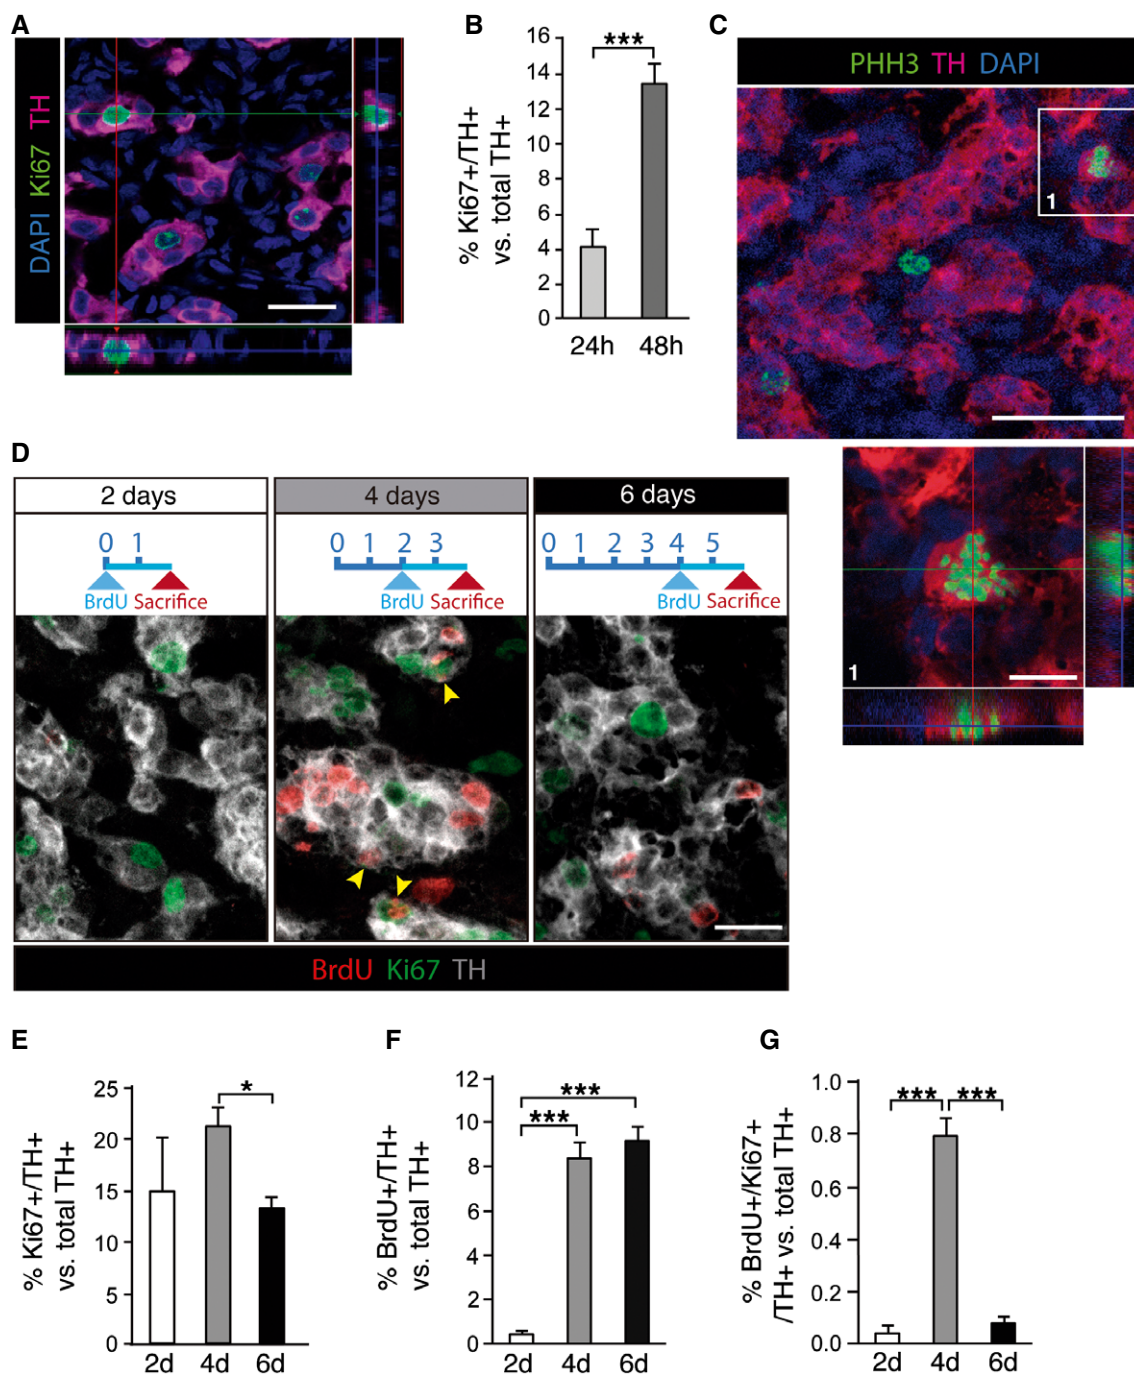 A
DAPI Ki67 TH
B
% Ki67+/TH+
vs. total TH+
16
14
12
10
8
6
4
2
0
***
24h 48h
C
PHH3 TH DAPI
1
1
D
2 days 4 days 6 days
0 1
BrdU Sacrifice
0 1 2 3
BrdU Sacrifice
0 1 2 3 4 5
BrdU Sacrifice
BrdU Ki67 TH
E
% Ki67+/TH+
vs. total TH+
25
20
15
10
5
0
*
2d 4d 6d
F
% BrdU+/TH+
vs. total TH+
12
10
8
6
4
2
0
***
***
2d 4d 6d
G
% BrdU+/Ki67+
/TH+ vs. total TH+
1.0
0.8
0.6
0.4
0.2
0.0
*** ***
2d 4d 6d